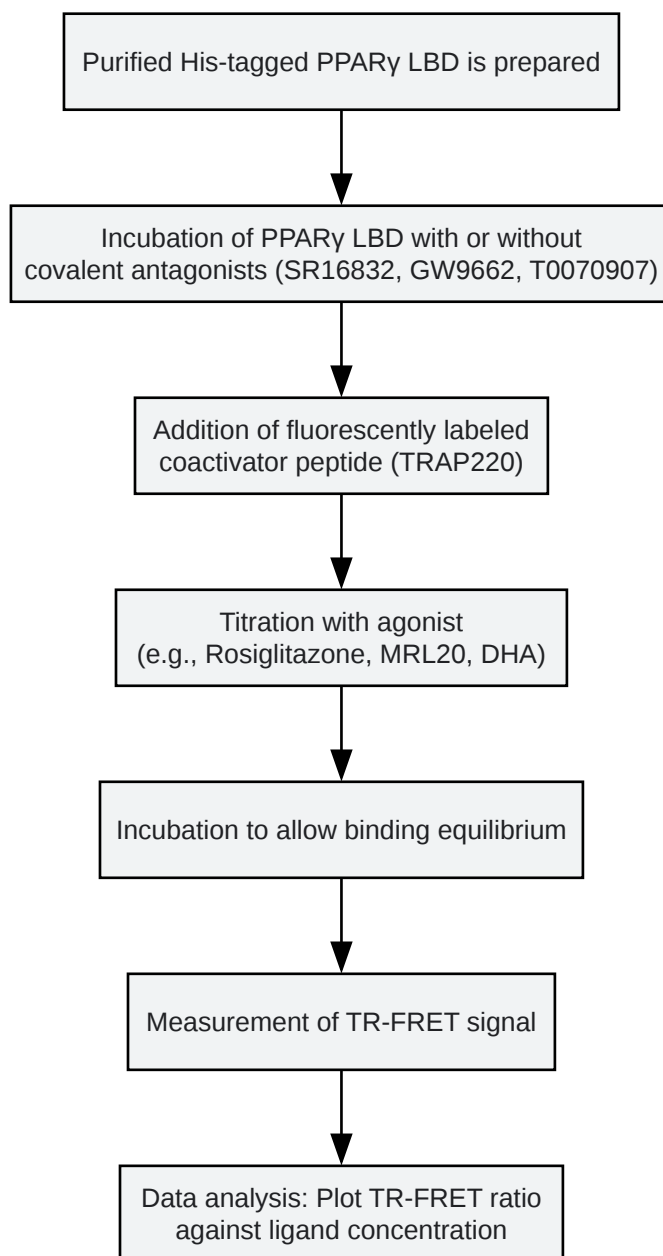 Purified His-tagged PPARγ LBD is prepared
Incubation of PPARγ LBD with or without
covalent antagonists (SR16832, GW9662, T0070907)
Addition of fluorescently labeled
coactivator peptide (TRAP220)
Titration with agonist
(e.g., Rosiglitazone, MRL20, DHA)
Incubation to allow binding equilibrium
Measurement of TR-FRET signal
Data analysis: Plot TR-FRET ratio
against ligand concentration